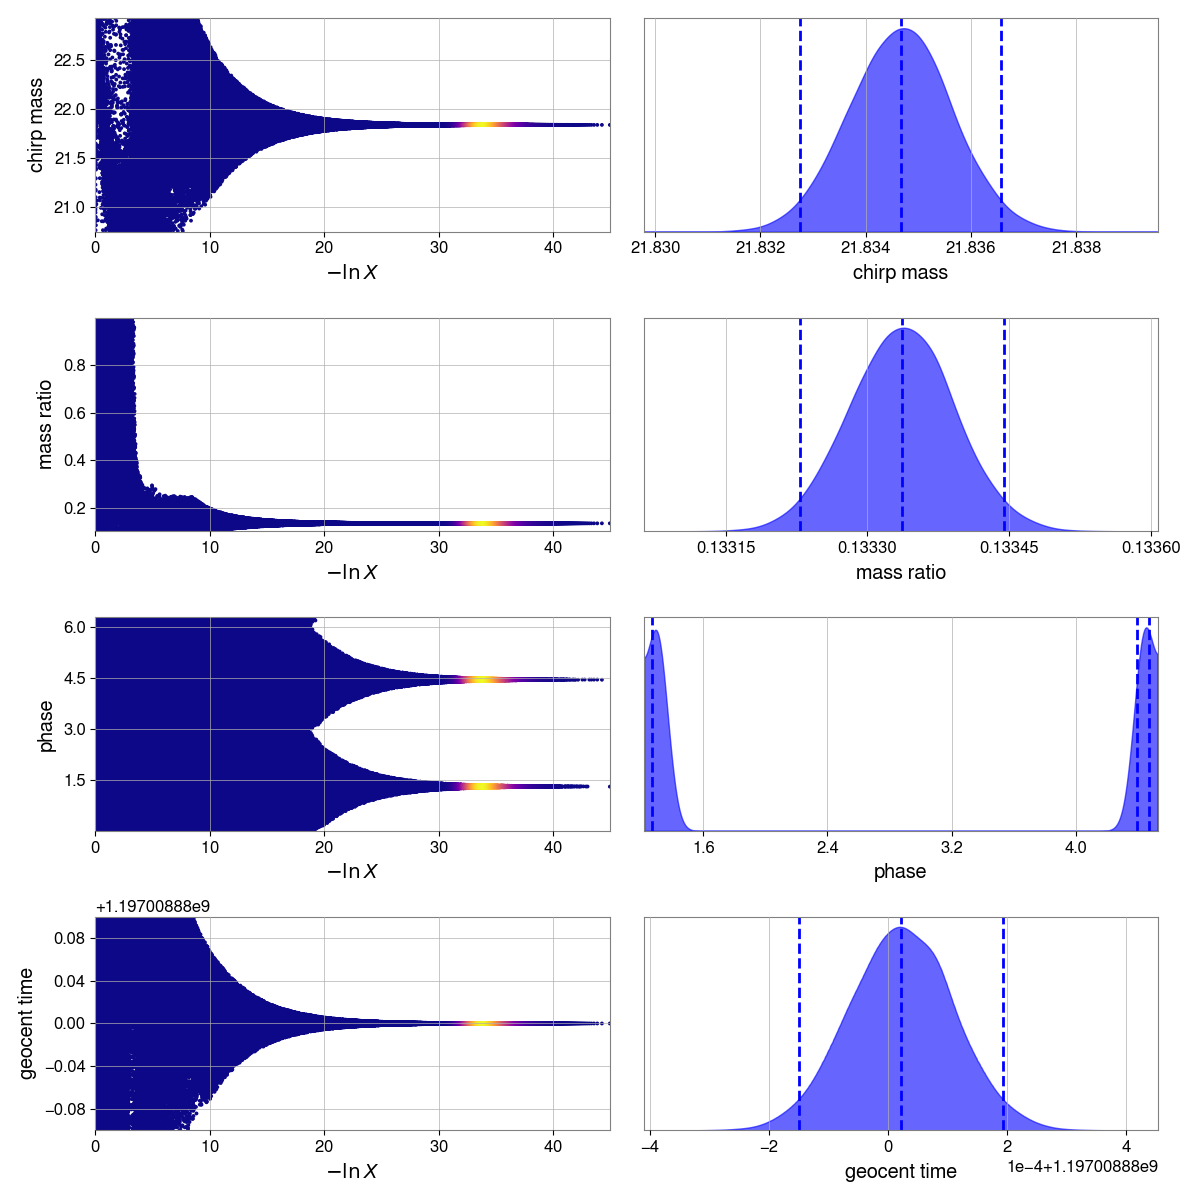 22.5
22.0
21.5
21.0
chirp mass
0 10 20 30 40
−ln X
21.830 21.832 21.834 21.836 21.838
chirp mass
0.8
0.6
0.4
0.2
mass ratio
0 10 20 30 40
−ln X
0.13315 0.13330 0.13345 0.13360
mass ratio
6.0
4.5
3.0
1.5
phase
0 10 20 30 40
−ln X
1.6 2.4 3.2 4.0
phase
+1.19700888e9
0.08
0.04
0.00
−0.04
−0.08
geocent time
0 10 20 30 40
−ln X
−4 −2 0 2 4
1e−4+1.19700888e9
geocent time